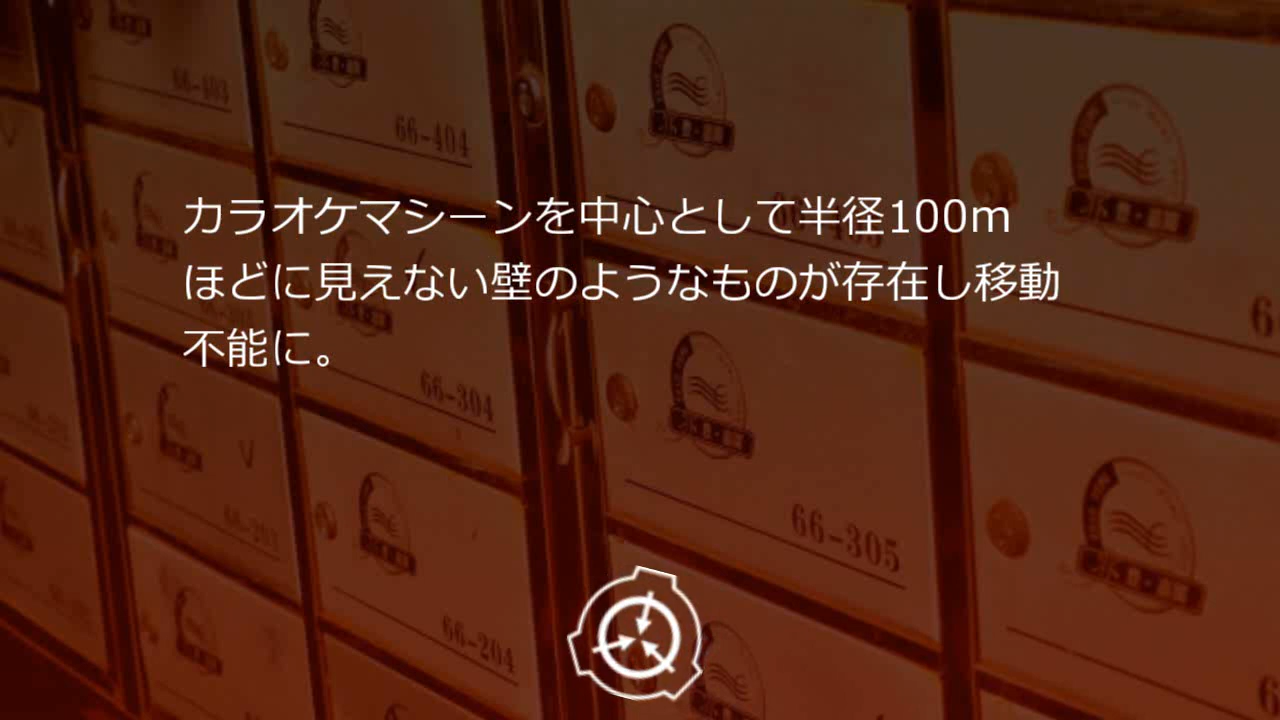 66-403
66-404
カラオケマシーンを中心として半径100m
ほどに見えない壁のようなものが存在し移動
不能に。
66-304
66-305
66-204